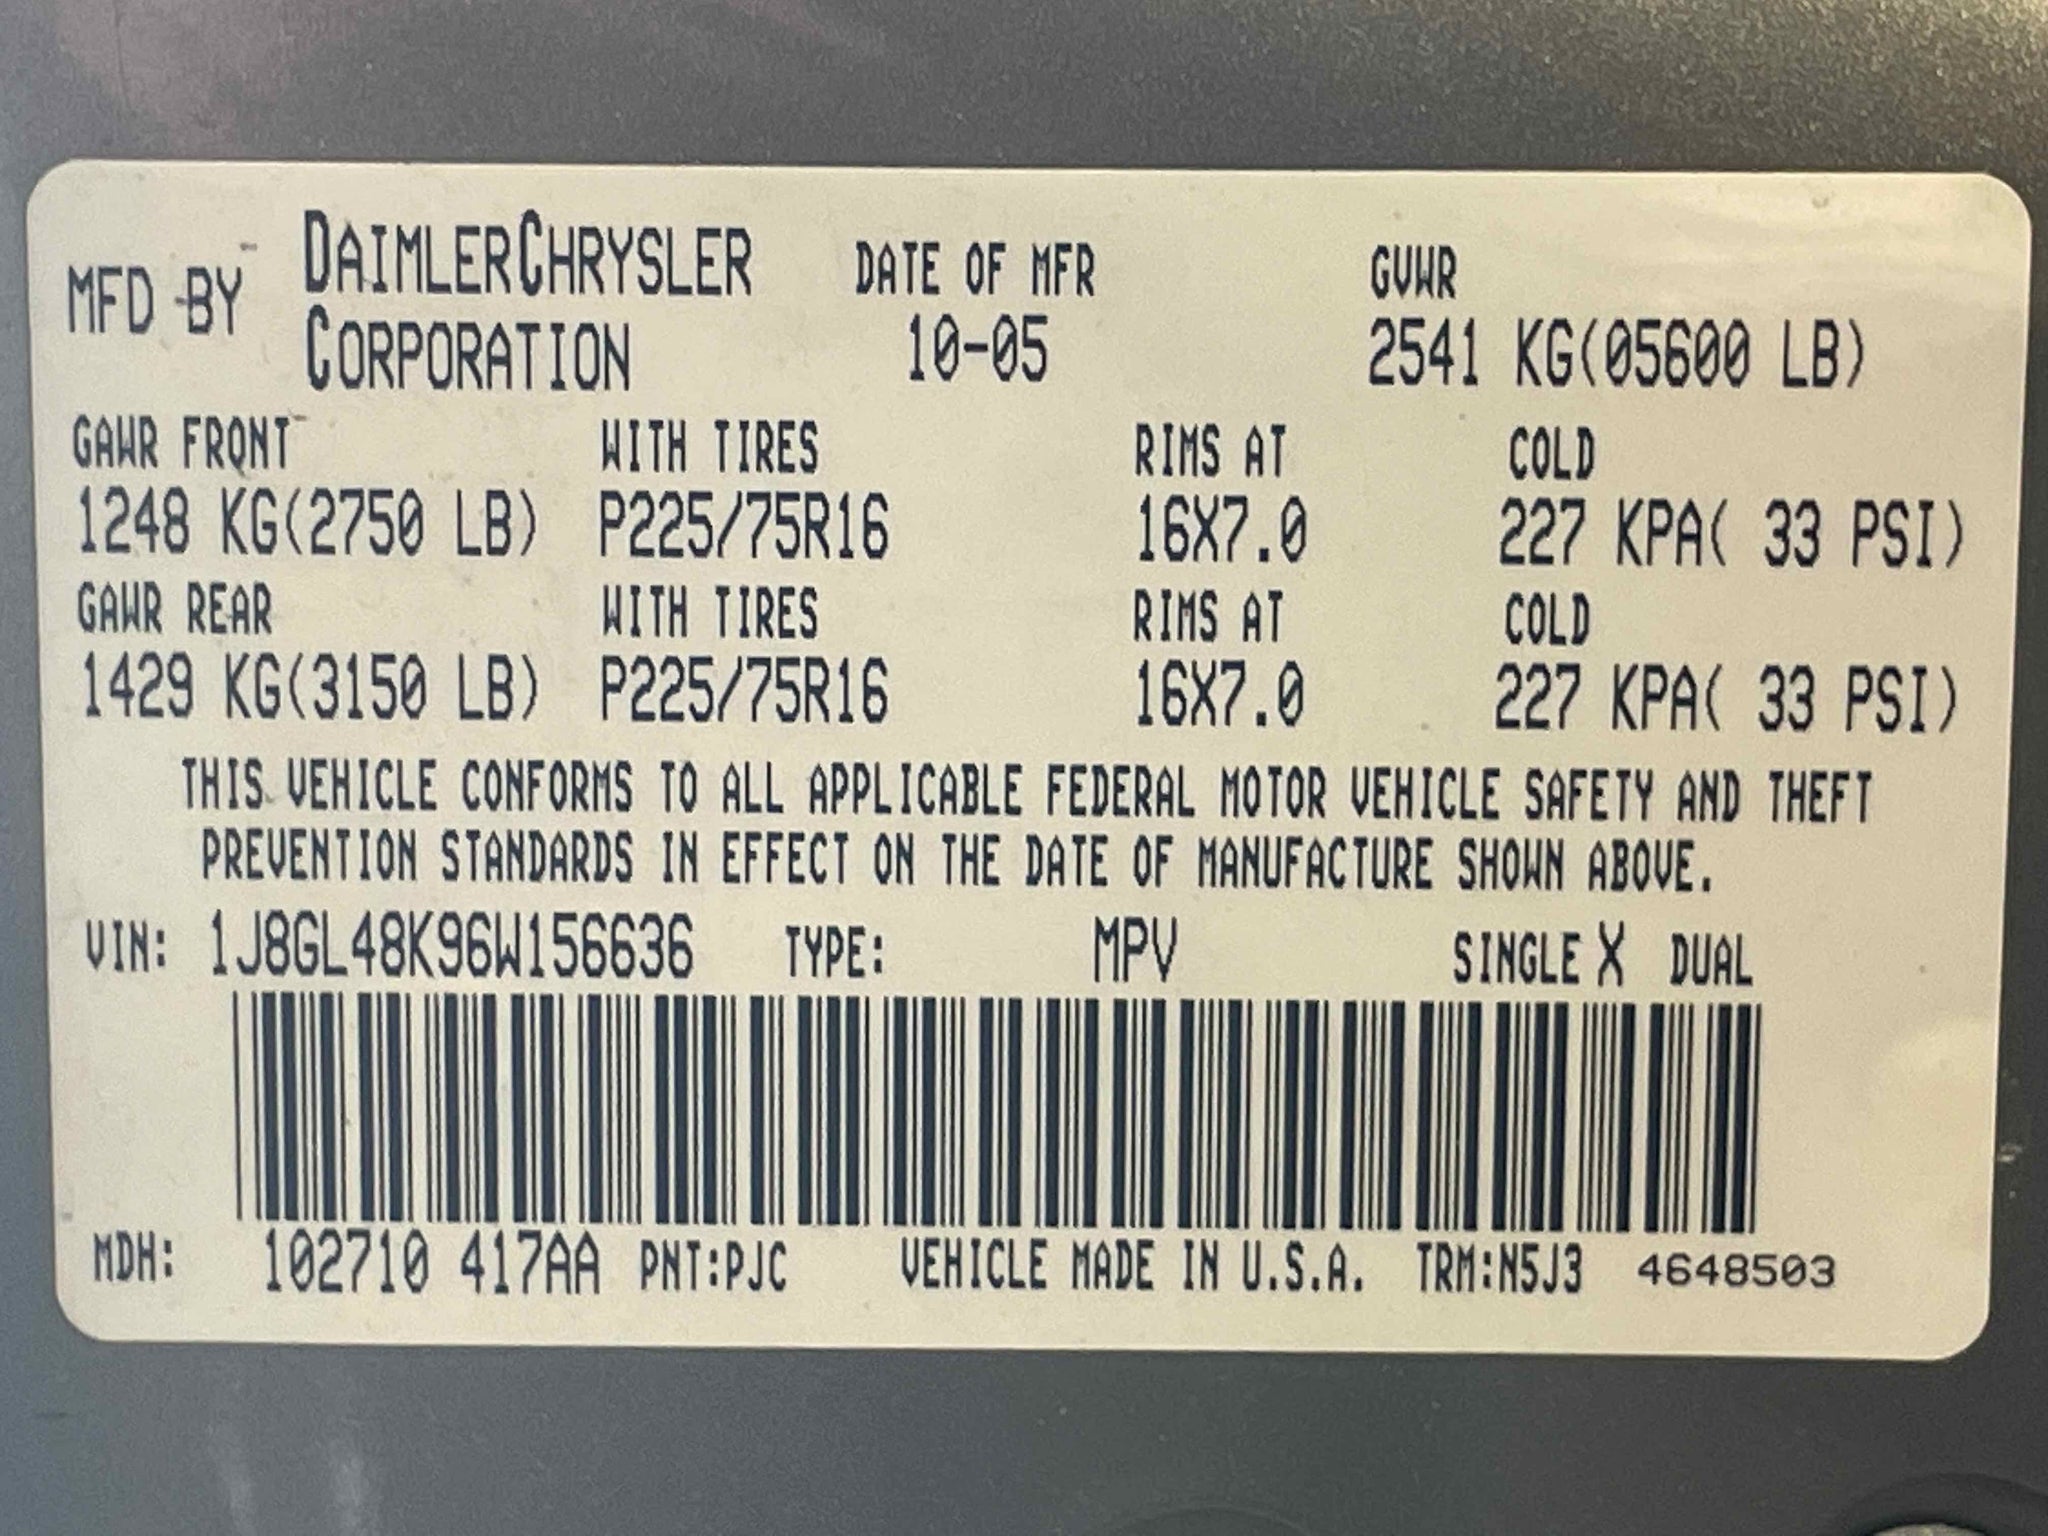 MFD BY DAIMLERCHRYSLER CORPORATION DATE OF MFR 10-05 GVWR 2541 KG(05600 LB)
GAWR FRONT WITH TIRES RIMS AT COLD
1248 KG(2750 LB) P225/75R16 16X7.0 227 KPA( 33 PSI)
GAWR REAR WITH TIRES RIMS AT COLD
1429 KG(3150 LB) P225/75R16 16X7.0 227 KPA( 33 PSI)
THIS VEHICLE CONFORMS TO ALL APPLICABLE FEDERAL MOTOR VEHICLE SAFETY AND THEFT
PREVENTION STANDARDS IN EFFECT ON THE DATE OF MANUFACTURE SHOWN ABOVE.
VIN: 1J8GL48K96W156636 TYPE: MPV SINGLE X DUAL
MDH: 102710 417AA PNT:PJC VEHICLE MADE IN U.S.A. TRM:N5J3 4648503